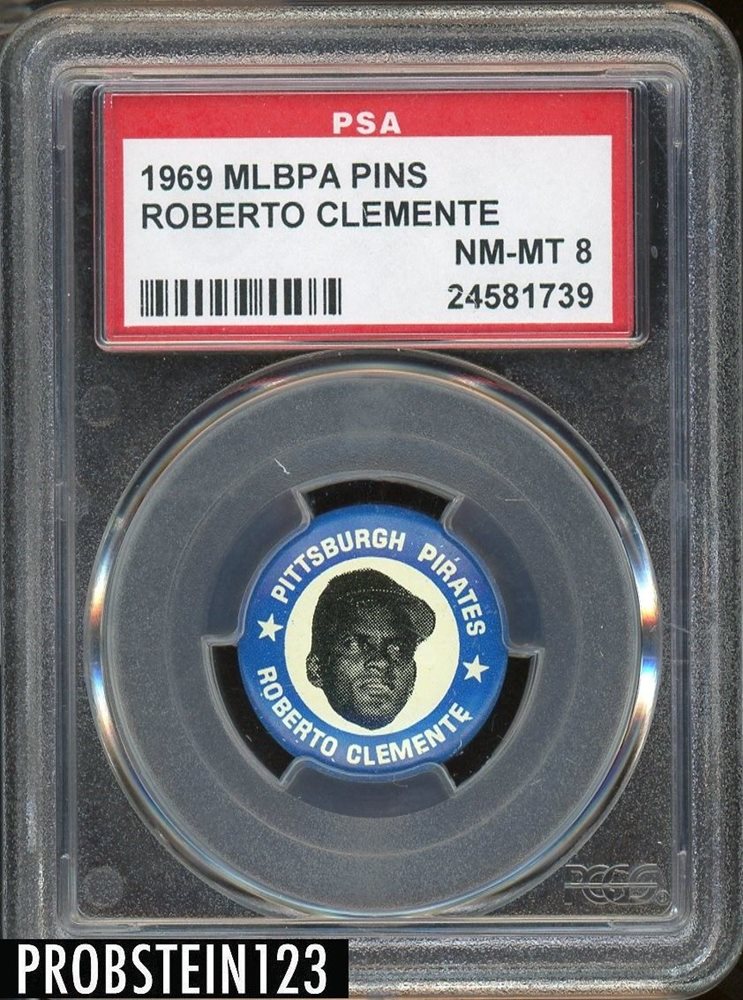 PSA
1969 MLBPA PINS
ROBERTO CLEMENTE
NM-MT 8
24581739
PITTSBURGH PIRATES
ROBERTO CLEMENTE
PCGS
PROBSTEIN123